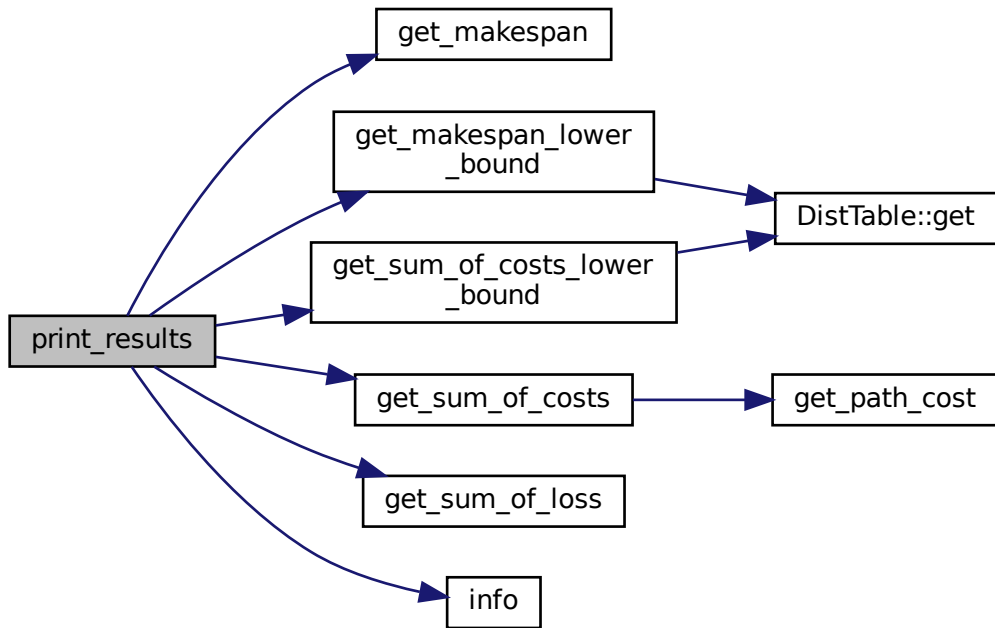 get_makespan
get_makespan_lower
_bound
DistTable::get
get_sum_of_costs_lower
_bound
print_results
get_sum_of_costs
get_path_cost
get_sum_of_loss
info